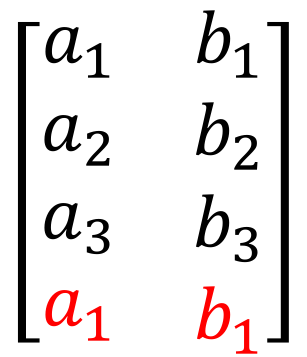 a₁ b₁
a₂ b₂
a₃ b₃
a₁ b₁